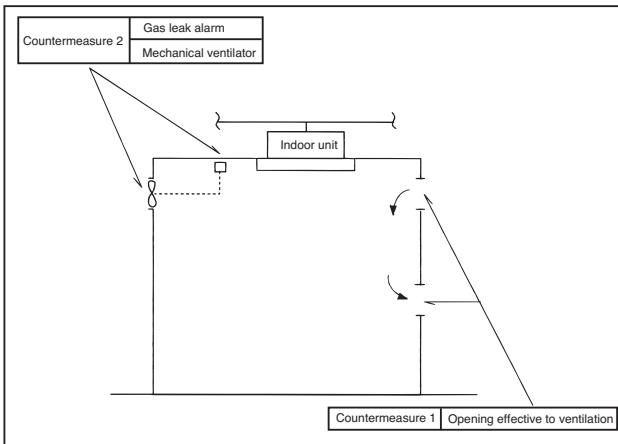 Countermeasure 2
Gas leak alarm
Mechanical ventilator
Indoor unit
Countermeasure 1
Opening effective to ventilation